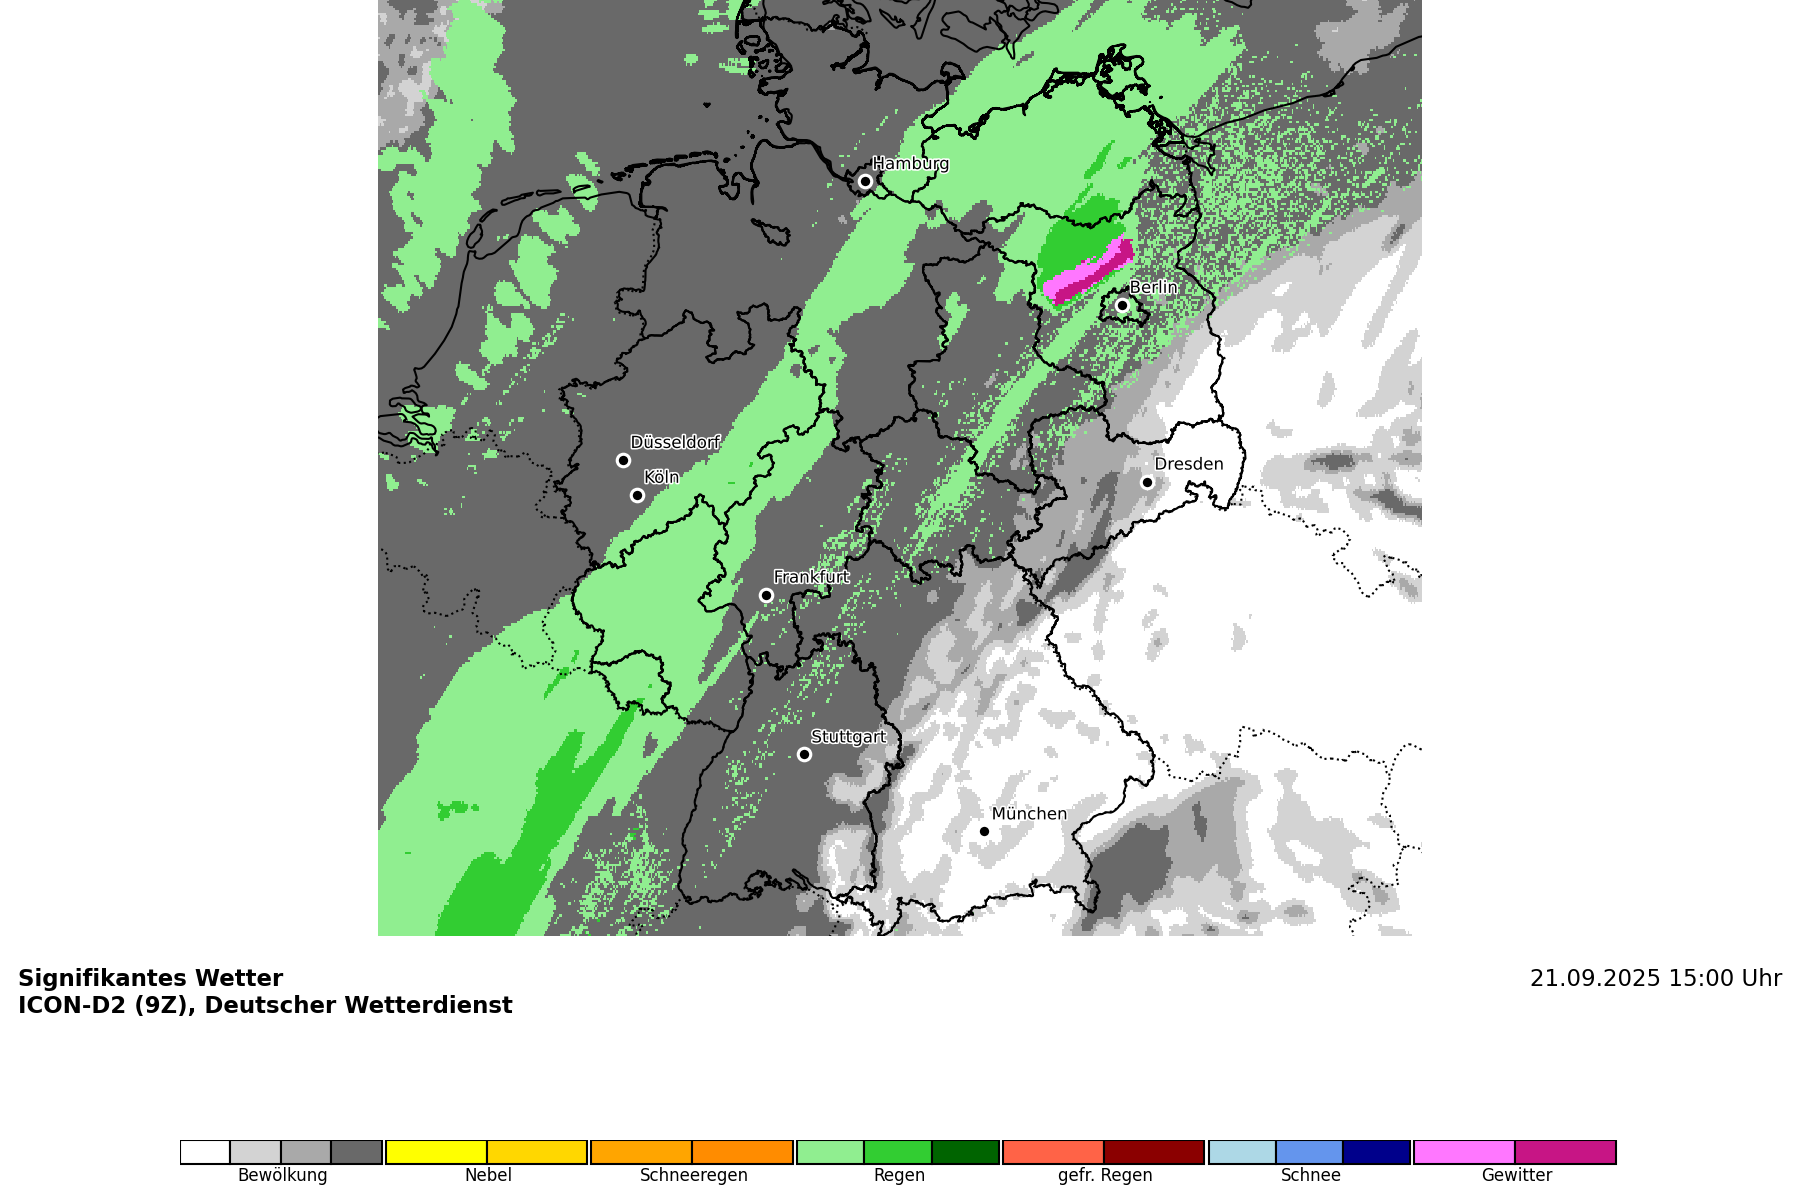 Hamburg
Berlin
Düsseldorf
Köln
Dresden
Frankfurt
Stuttgart
München
Signifikantes Wetter
21.09.2025 15:00 Uhr
ICON-D2 (9Z), Deutscher Wetterdienst
Bewölkung
Nebel
Schneeregen
Regen
gefr. Regen
Schnee
Gewitter